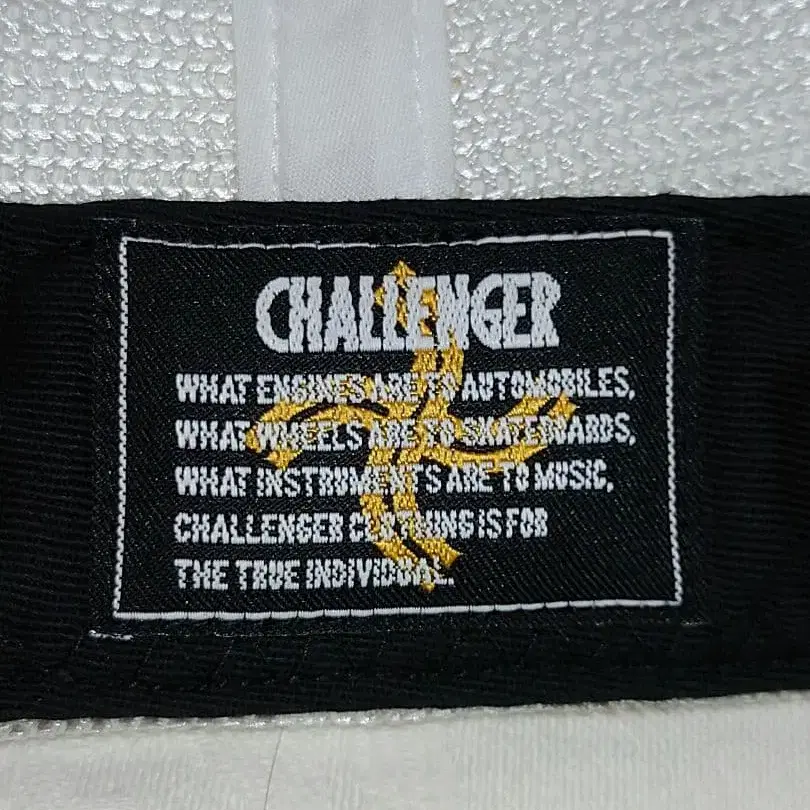 CHALLENGER
WHAT ENGINES ARE TO AUTOMOBILES,
WHAT WHEELS ARE TO SKATEBOARDS,
WHAT INSTRUMENTS ARE TO MUSIC,
CHALLENGER CLOTHING IS FOR
THE TRUE INDIVIDUAL.